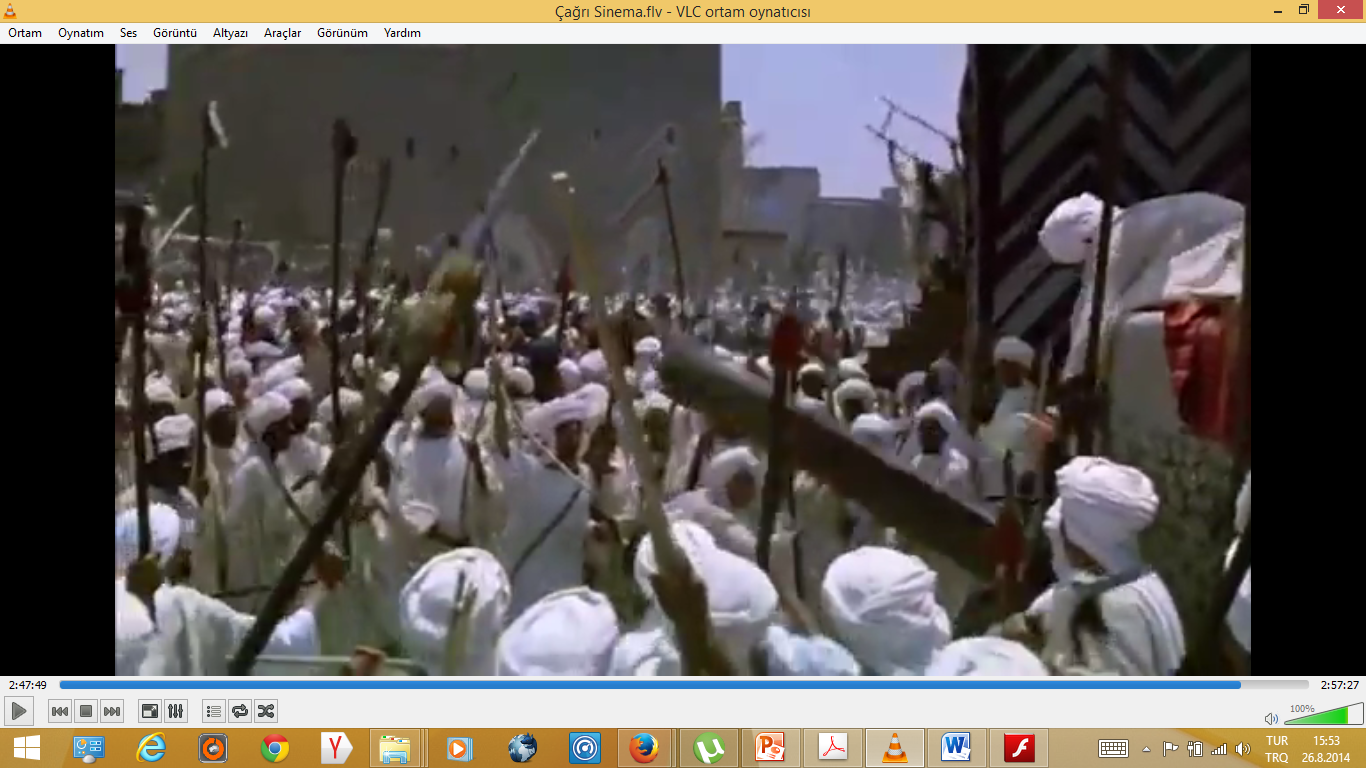 Çağrı Sinema.flv - VLC ortam oynatıcısı
Ortam Oynatım Ses Görüntü Altyazı Araçlar Görünüm Yardım
2:47:49 2:57:27
100%
TUR 15:53
TRQ 26.8.2014